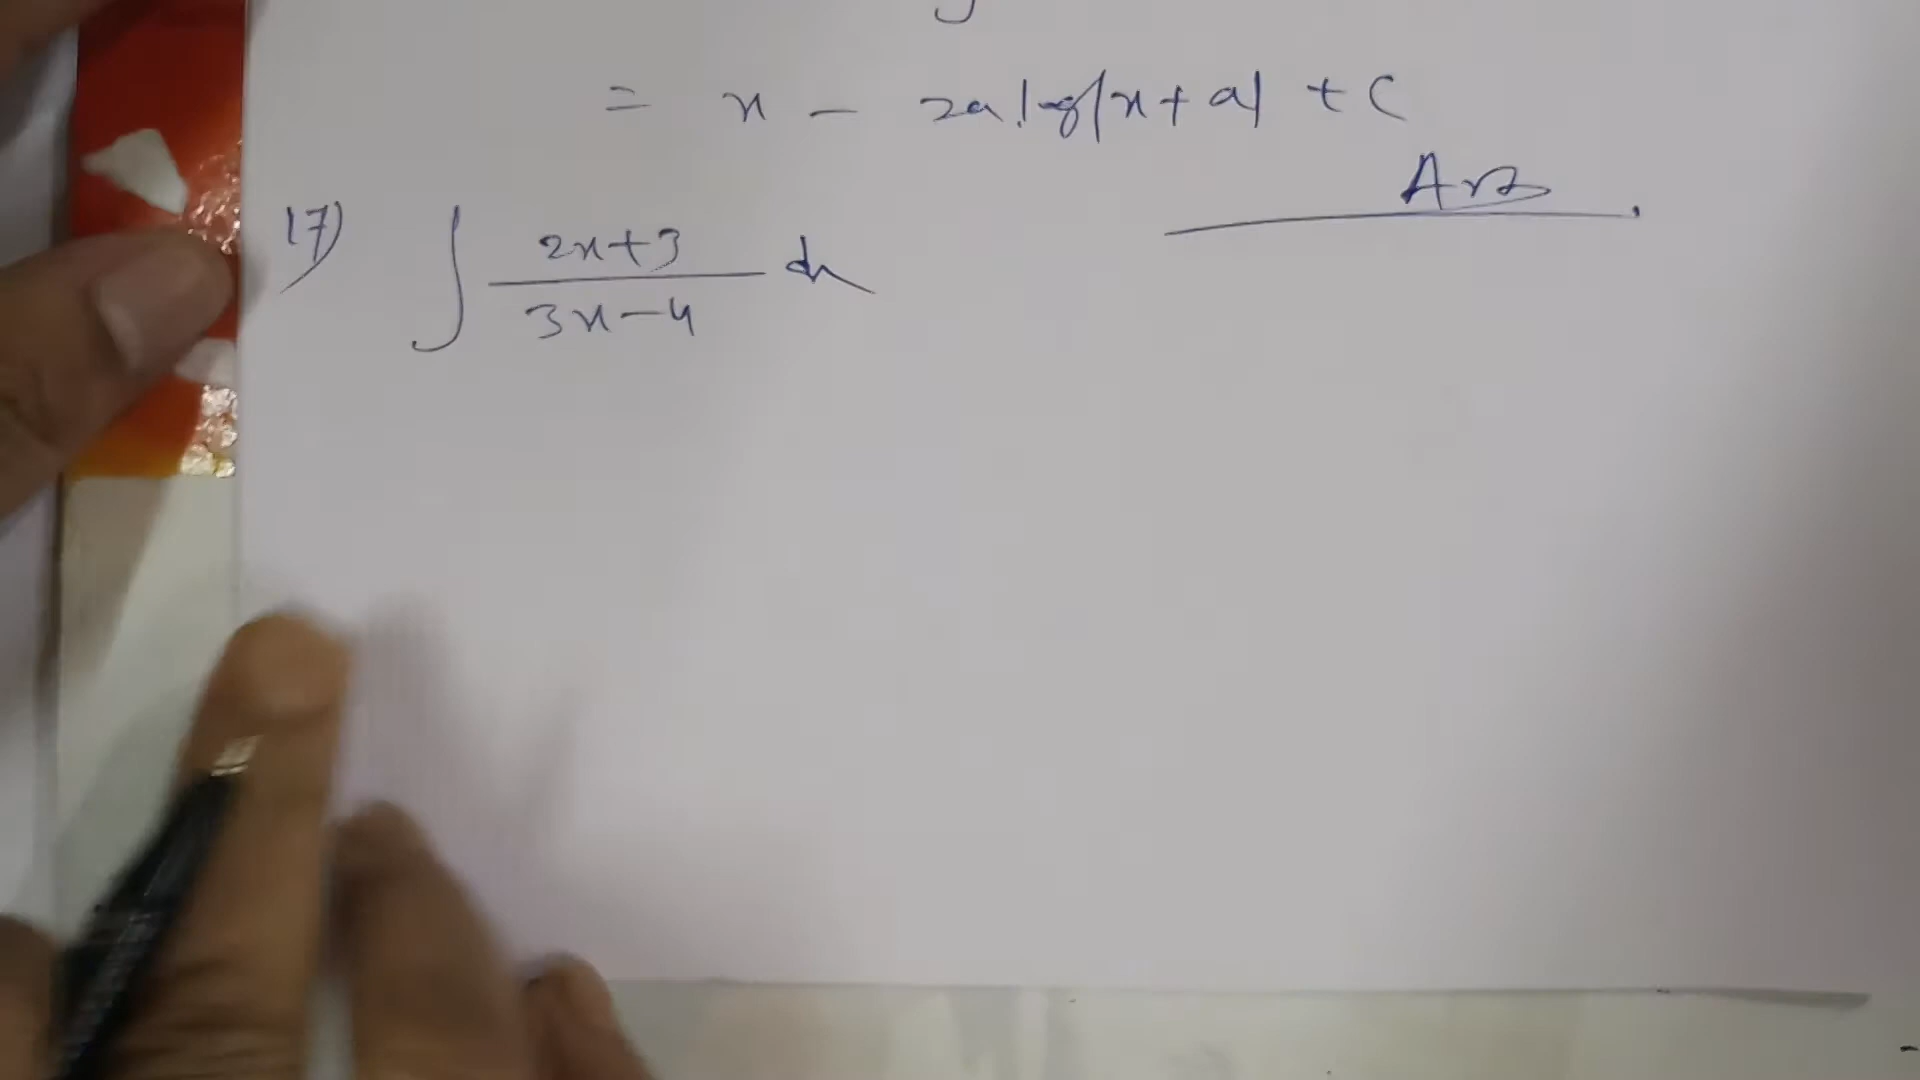 = x - 2a.log|x+a| + C
Ans.
17) ∫ (2x+3)/(3x-4) dx